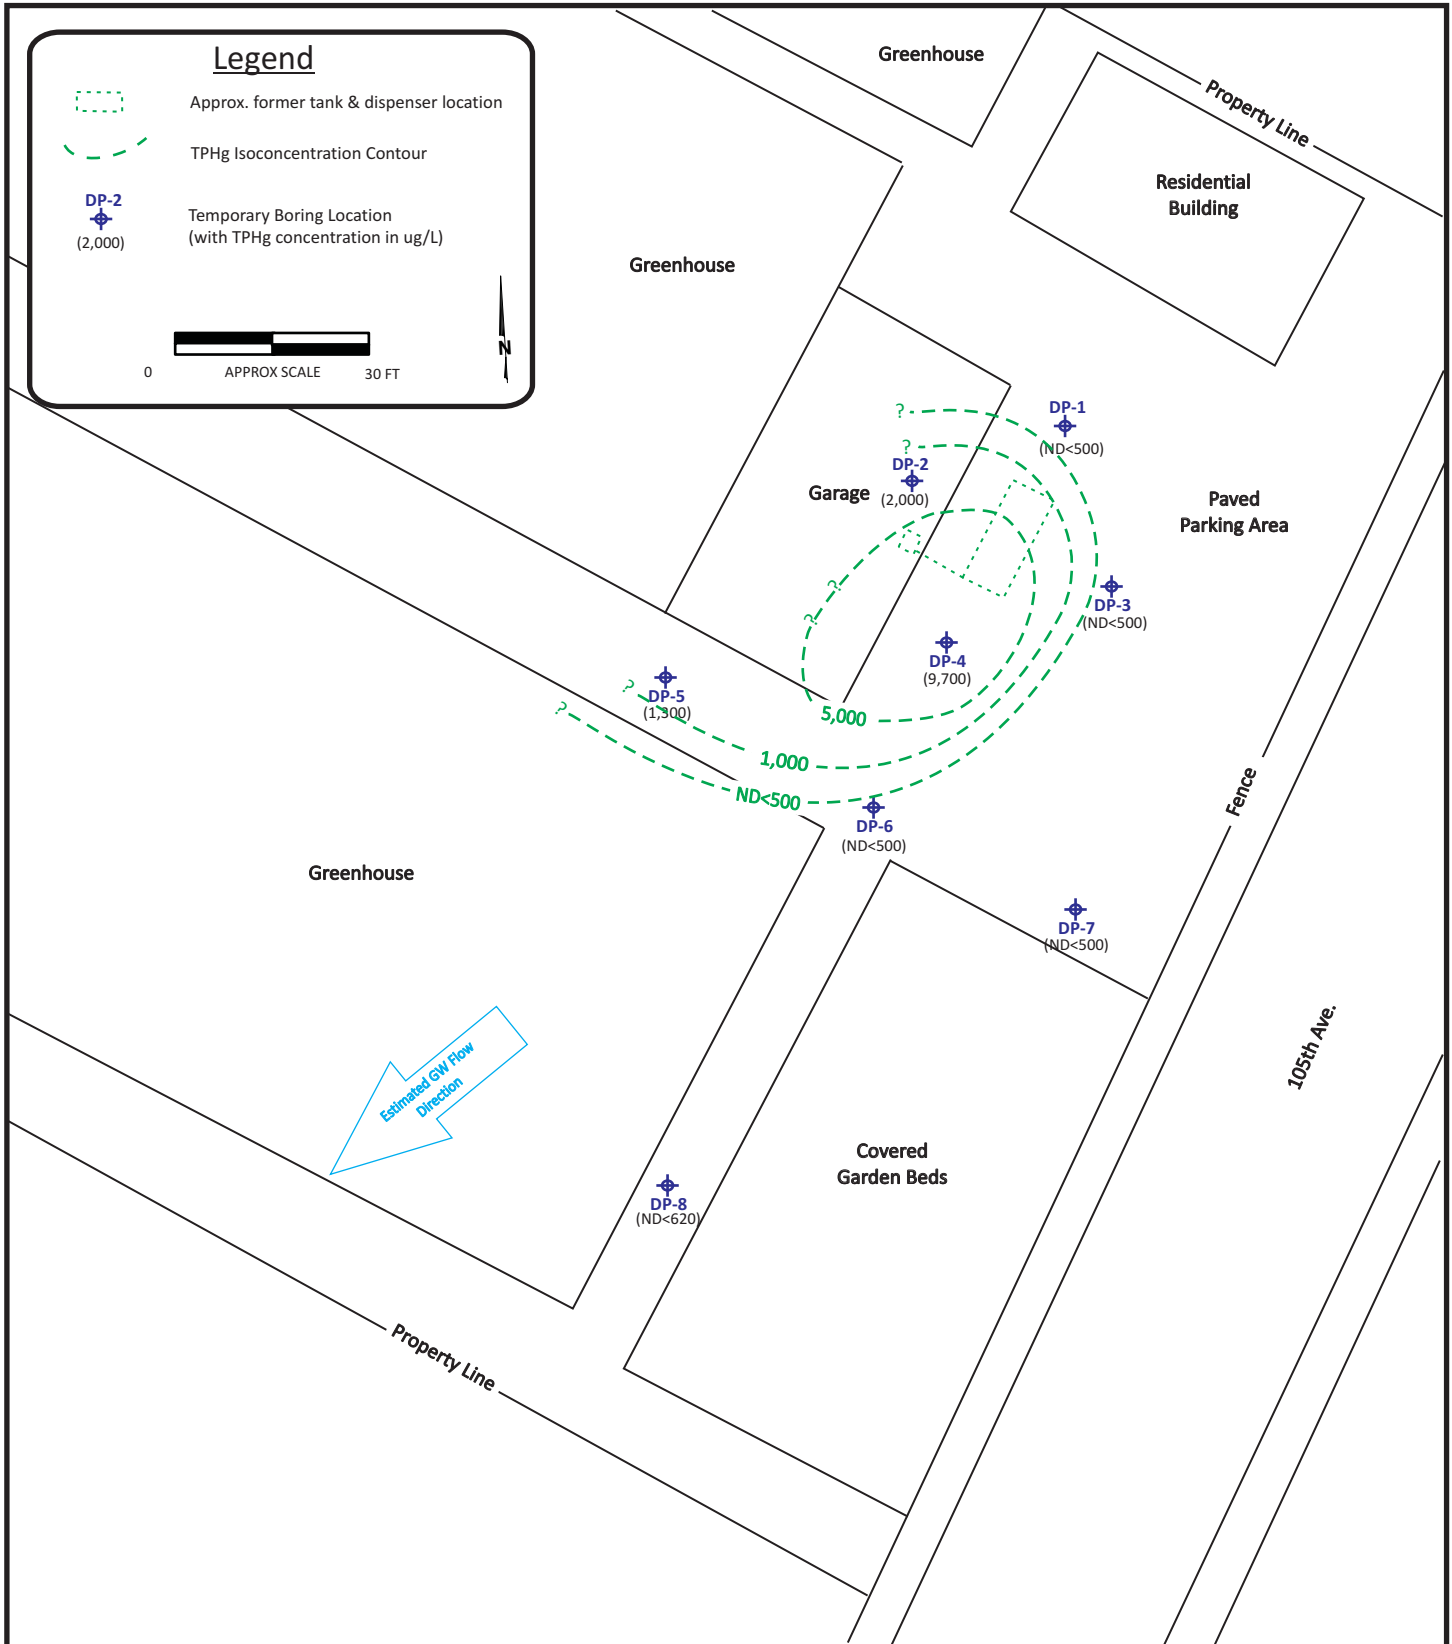 Legend
Approx. former tank & dispenser location
TPHg Isoconcentration Contour
DP-2
(2,000)
Temporary Boring Location
(with TPHg concentration in ug/L)
0
APPROX SCALE
30 FT
N
Greenhouse
Property Line
Residential
Building
Greenhouse
?
DP-1
(ND<500)
?
DP-2
(2,000)
Garage
Paved
Parking Area
?
DP-3
(ND<500)
?
DP-4
(9,700)
DP-5
(1,300)
?
?
5,000
1,000
ND<500
DP-6
(ND<500)
Fence
Greenhouse
DP-7
(ND<500)
Estimated GW Flow
Direction
105th Ave.
Covered
Garden Beds
DP-8
(ND<620)
Property Line